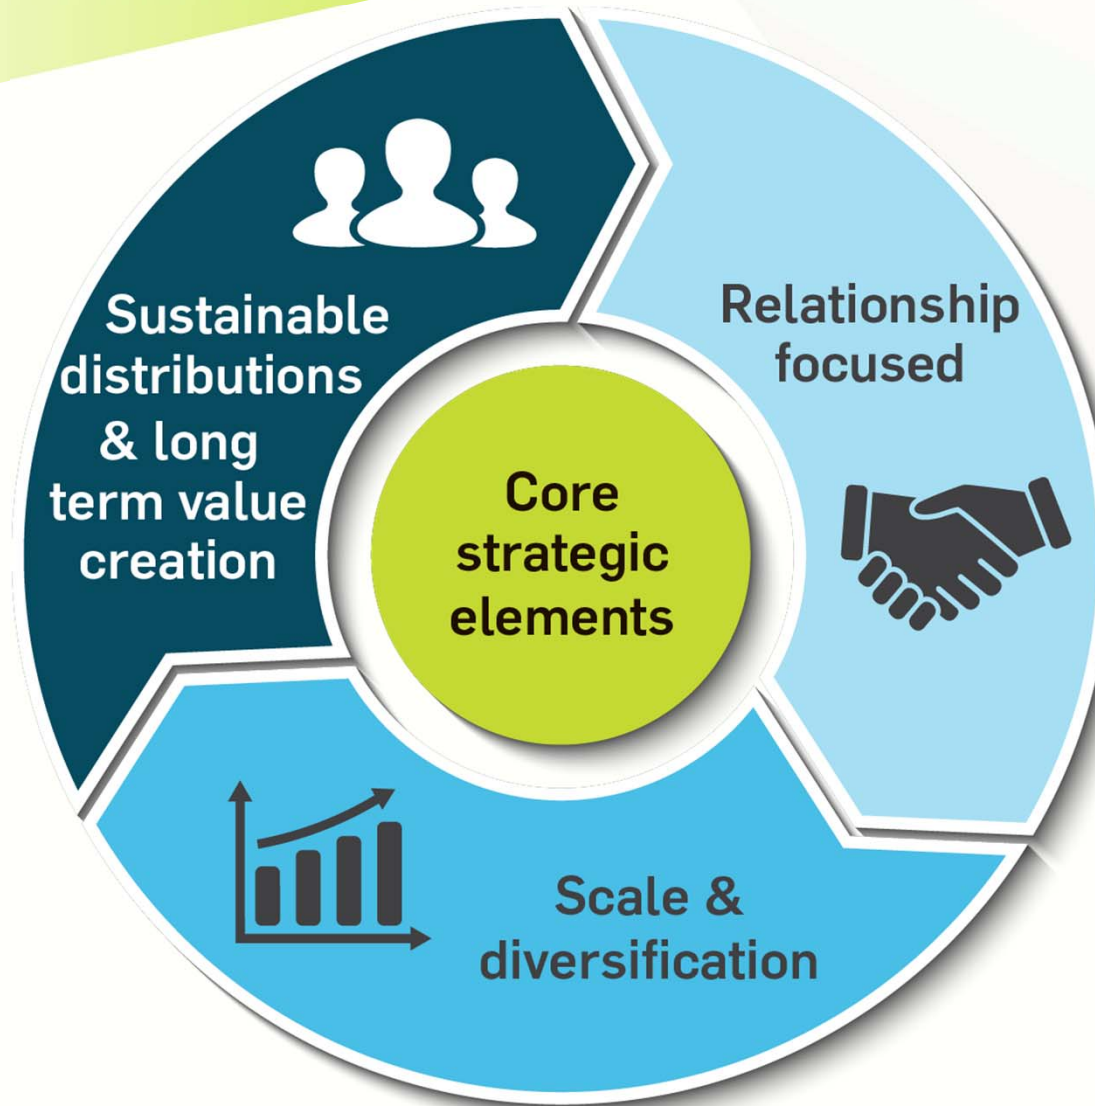 Sustainable
distributions
& long
term value
creation
Relationship
focused
Core
strategic
elements
Scale &
diversification